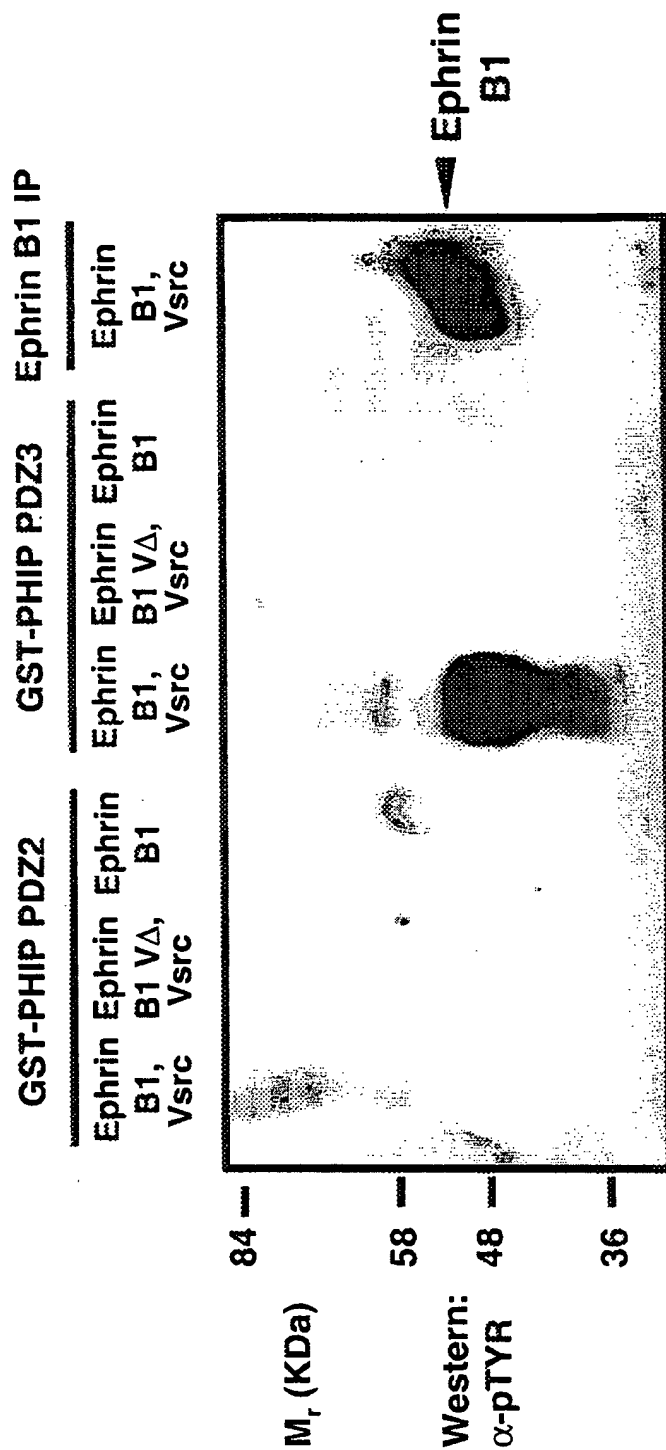 GST-PHIP PDZ2 GST-PHIP PDZ3 Ephrin B1 IP
Ephrin Ephrin Ephrin Ephrin Ephrin Ephrin Ephrin
B1, B1 VΔ, B1 B1, B1 VΔ, B1 B1,
Vsrc Vsrc Vsrc Vsrc Vsrc
84
Mr (KDa)
58
48
36
Western:
α-pTYR
Ephrin
B1